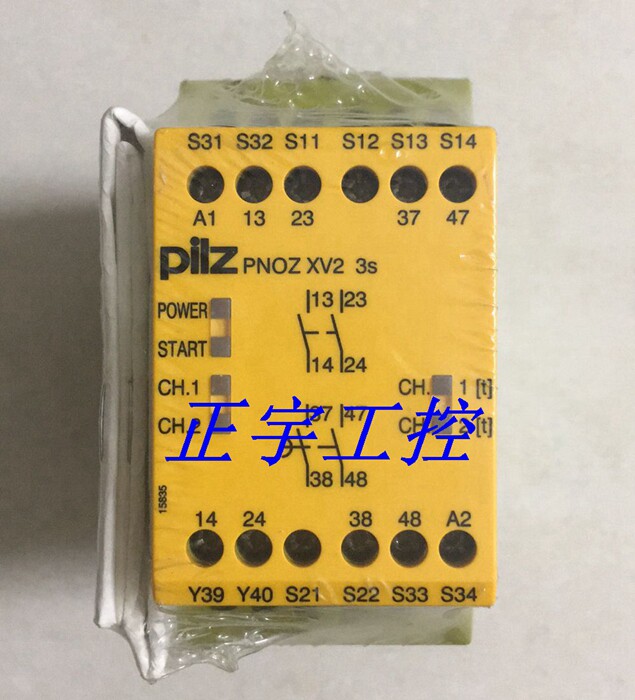 S31 S32 S11 S12 S13 S14
A1 13 23 37 47
pilz PNOZ XV2 3s
POWER
13 23
START
14 24
CH.1 CH. 1 [t]
37 47
CH.2 CH. 2 [t]
正宇工控
38 48
15835
14 24 38 48 A2
Y39 Y40 S21 S22 S33 S34